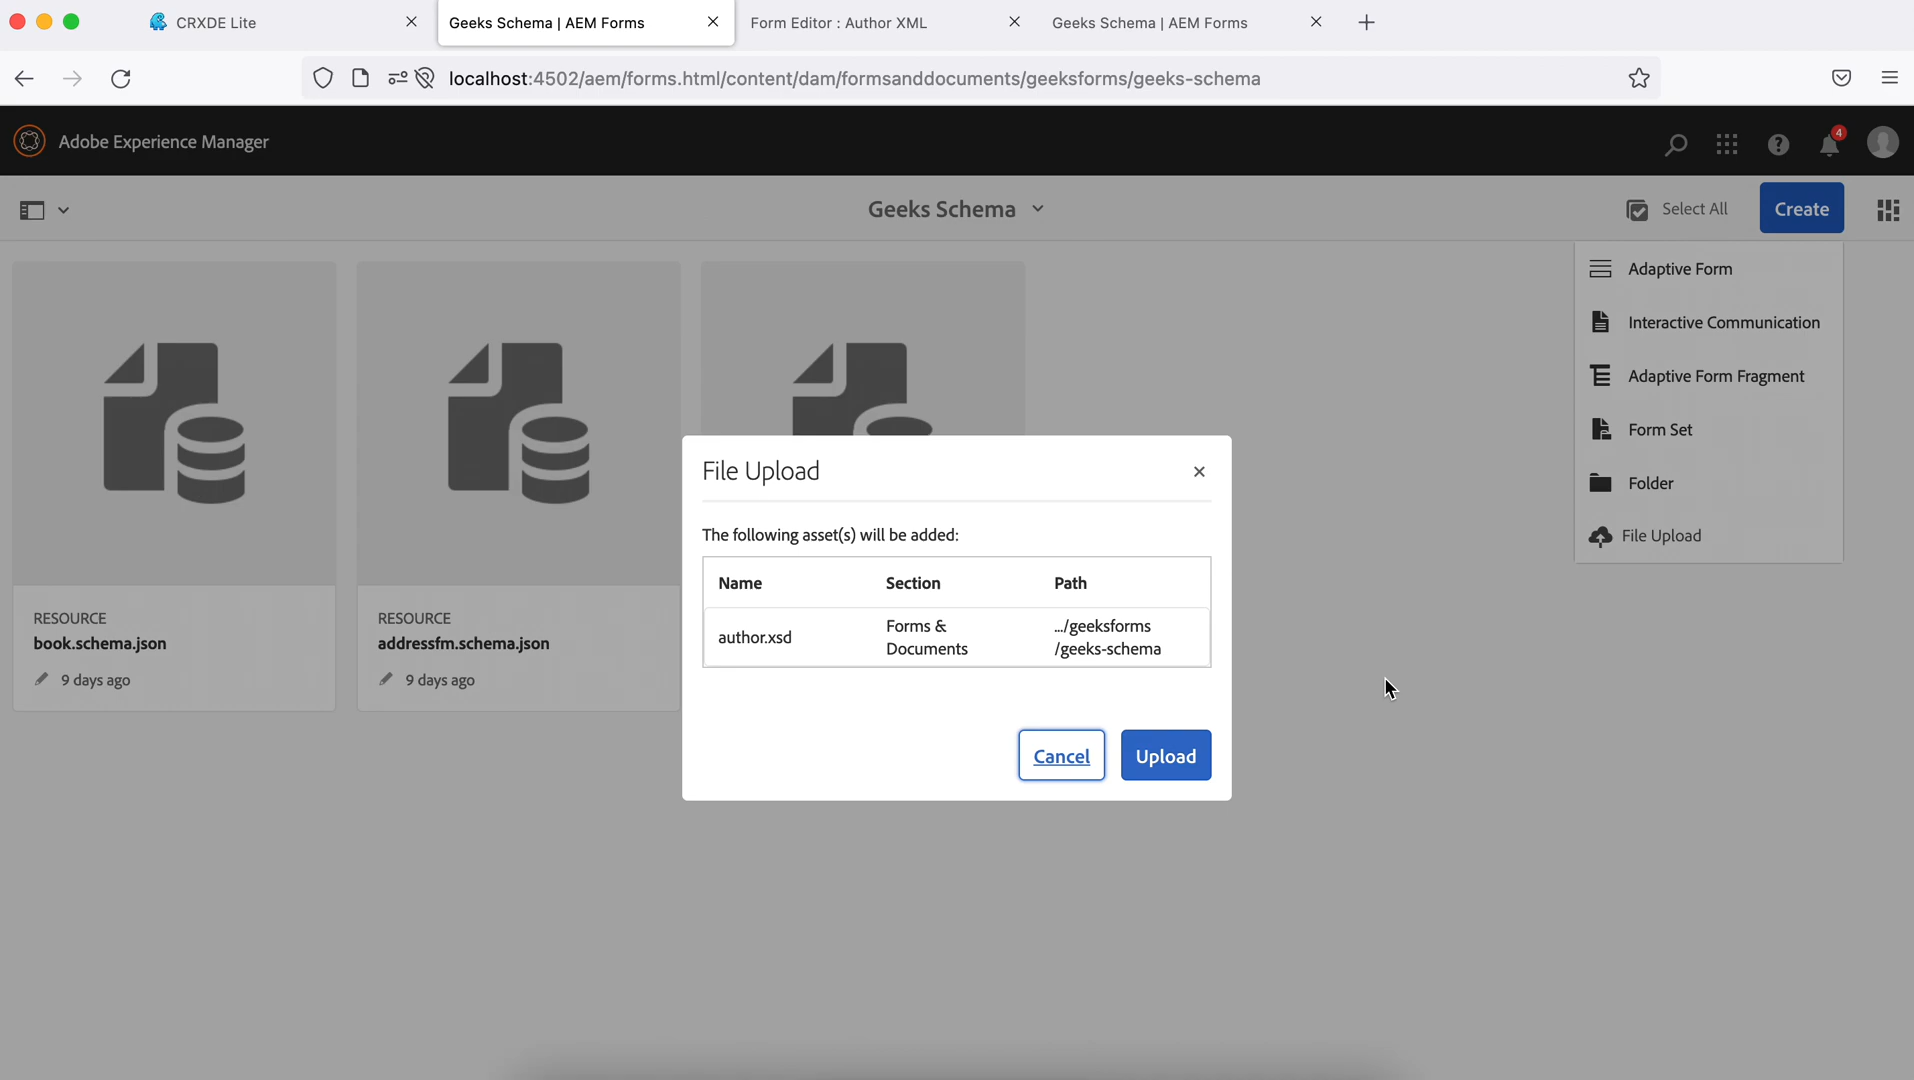 CRXDE Lite
Geeks Schema | AEM Forms
Form Editor : Author XML
Geeks Schema | AEM Forms
localhost:4502/aem/forms.html/content/dam/formsanddocuments/geeksforms/geeks-schema
Adobe Experience Manager
4
Geeks Schema
Select All
Create
Adaptive Form
Interactive Communication
Adaptive Form Fragment
Form Set
Folder
File Upload
File Upload
The following asset(s) will be added:
Name Section Path
author.xsd
Forms &
Documents
.../geeksforms
/geeks-schema
Cancel
Upload
RESOURCE
book.schema.json
9 days ago
RESOURCE
addressfm.schema.json
9 days ago